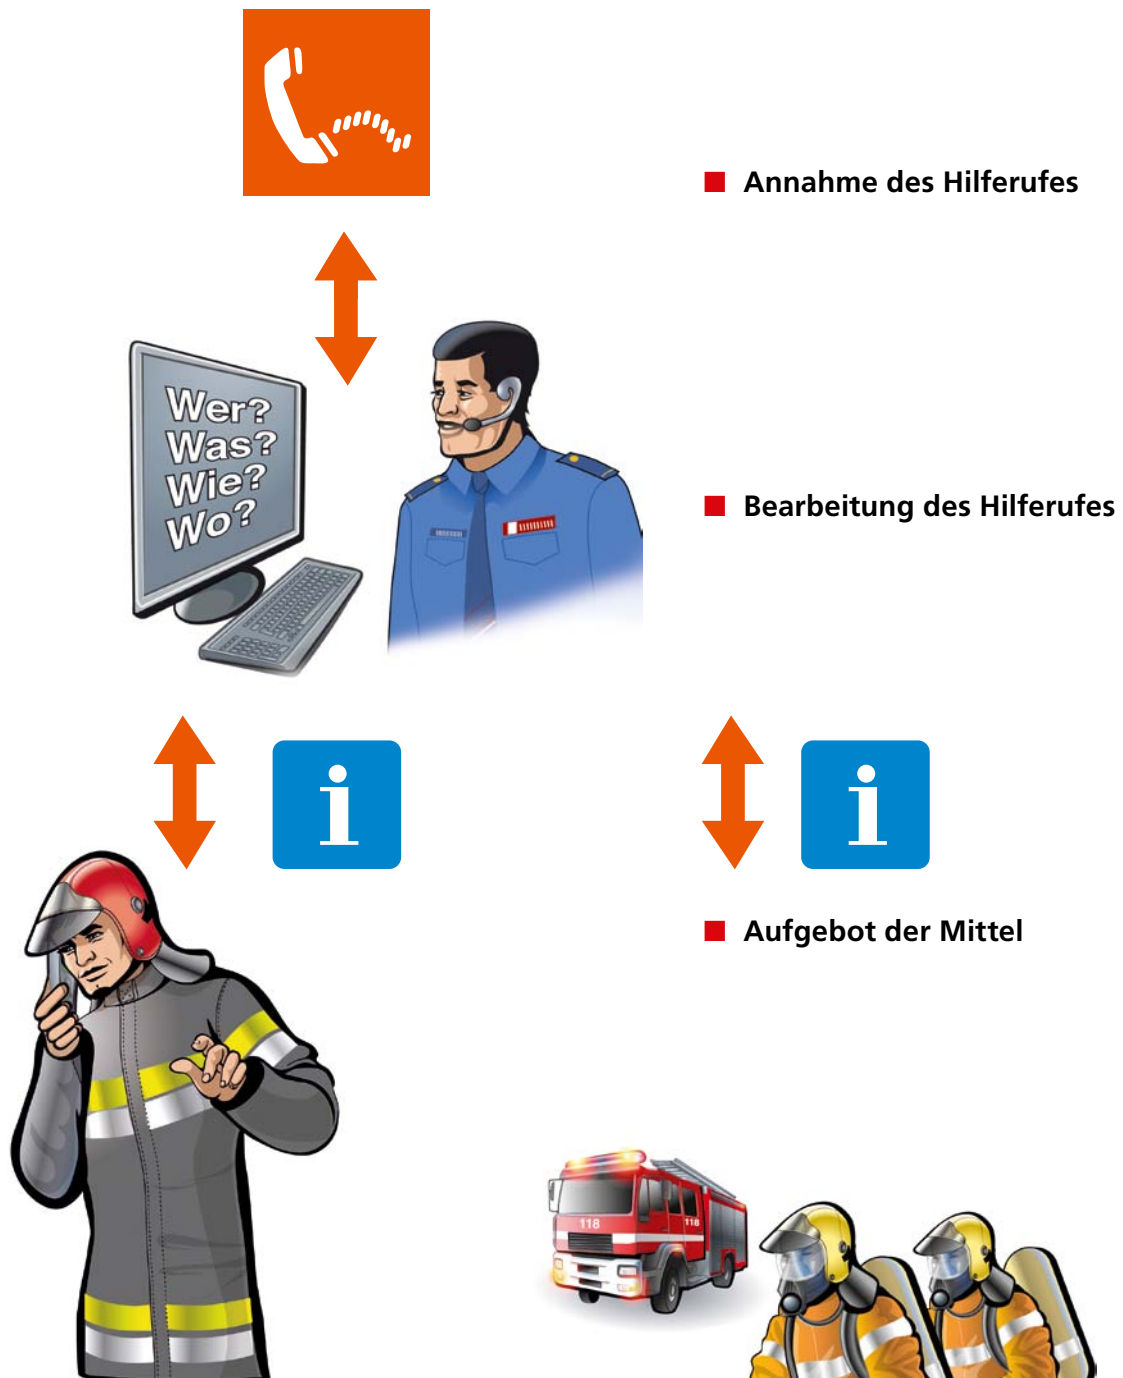 Annahme des Hilferufes
Wer?
Was?
Wie?
Wo?
Bearbeitung des Hilferufes
i
i
Aufgebot der Mittel
118
118